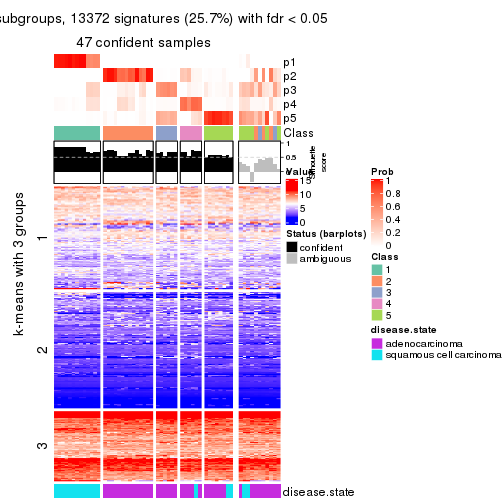 subgroups, 13372 signatures (25.7%) with fdr < 0.05
47 confident samples
p1
p2
p3
p4
p5
Class
1
0.5
0
silhouette
score
k-means with 3 groups
1
2
3
disease.state
Value
15
10
5
0
Status (barplots)
confident
ambiguous
Prob
1
0.8
0.6
0.4
0.2
0
Class
1
2
3
4
5
disease.state
adenocarcinoma
squamous cell carcinoma